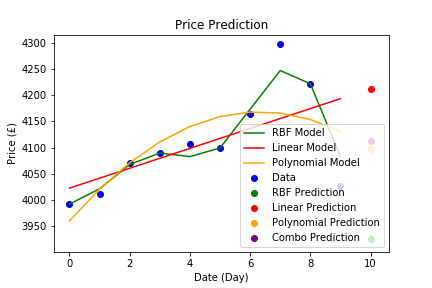 Price Prediction
4300
4250
4200
4150
4100
4050
4000
3950
Price (£)
RBF Model
Linear Model
Polynomial Model
Data
RBF Prediction
Linear Prediction
Polynomial Prediction
Combo Prediction
0 2 4 6 8 10
Date (Day)